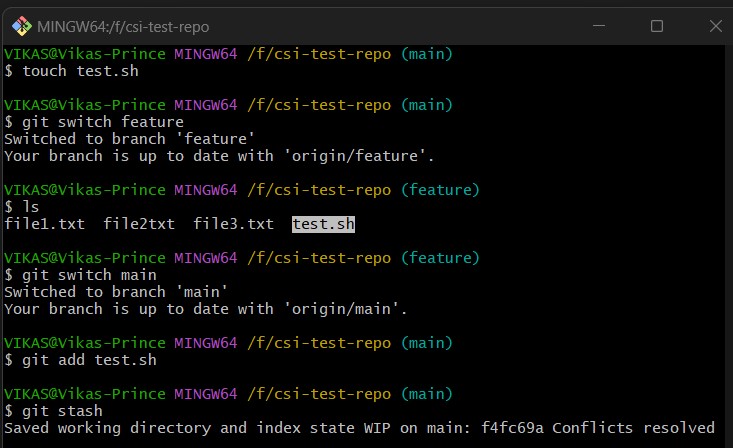 MINGW64:/f/csi-test-repo
VIKAS@Vikas-Prince MINGW64 /f/csi-test-repo (main)
$ touch test.sh
VIKAS@Vikas-Prince MINGW64 /f/csi-test-repo (main)
$ git switch feature
Switched to branch 'feature'
Your branch is up to date with 'origin/feature'.
VIKAS@Vikas-Prince MINGW64 /f/csi-test-repo (feature)
$ ls
file1.txt  file2txt  file3.txt  test.sh
VIKAS@Vikas-Prince MINGW64 /f/csi-test-repo (feature)
$ git switch main
Switched to branch 'main'
Your branch is up to date with 'origin/main'.
VIKAS@Vikas-Prince MINGW64 /f/csi-test-repo (main)
$ git add test.sh
VIKAS@Vikas-Prince MINGW64 /f/csi-test-repo (main)
$ git stash
Saved working directory and index state WIP on main: f4fc69a Conflicts resolved